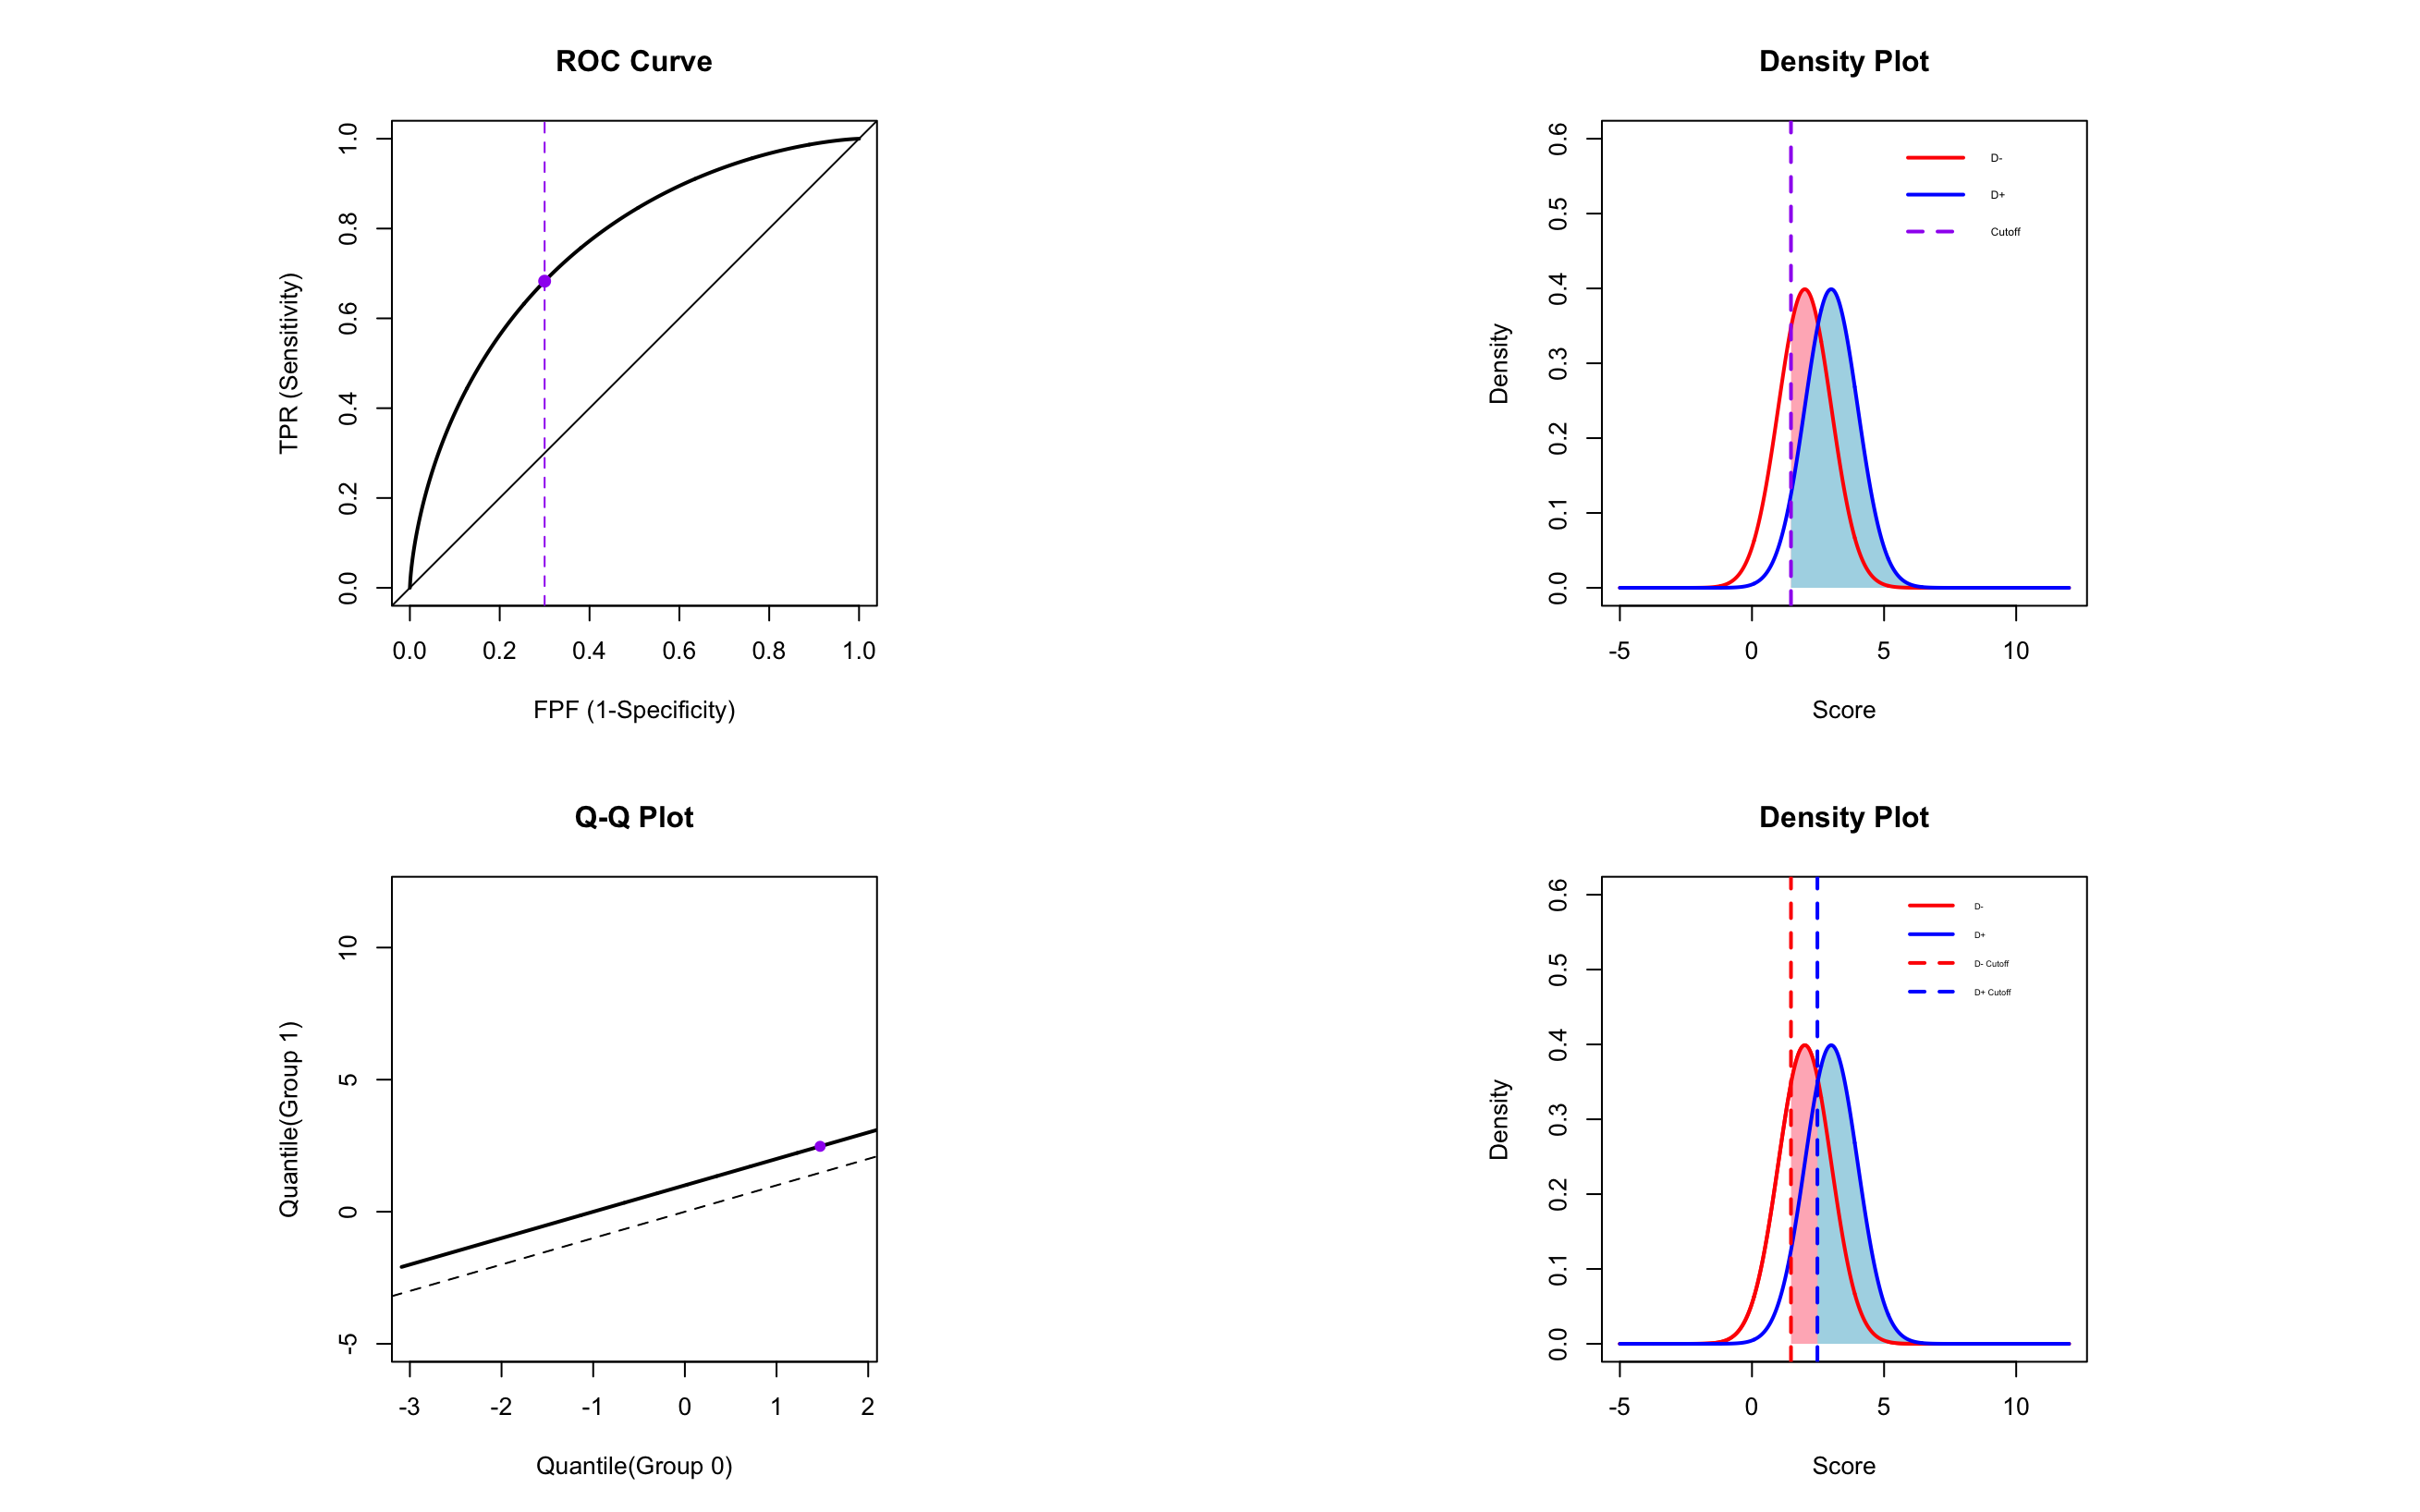 ROC Curve
TPR (Sensitivity)
0.0 0.2 0.4 0.6 0.8 1.0
0.0 0.2 0.4 0.6 0.8 1.0
FPF (1-Specificity)
Density Plot
D-
D+
Cutoff
Density
0.0 0.1 0.2 0.3 0.4 0.5 0.6
-5 0 5 10
Score
Q-Q Plot
Quantile(Group 1)
-5 0 5 10
-3 -2 -1 0 1 2
Quantile(Group 0)
Density Plot
D-
D+
D- Cutoff
D+ Cutoff
Density
0.0 0.1 0.2 0.3 0.4 0.5 0.6
-5 0 5 10
Score